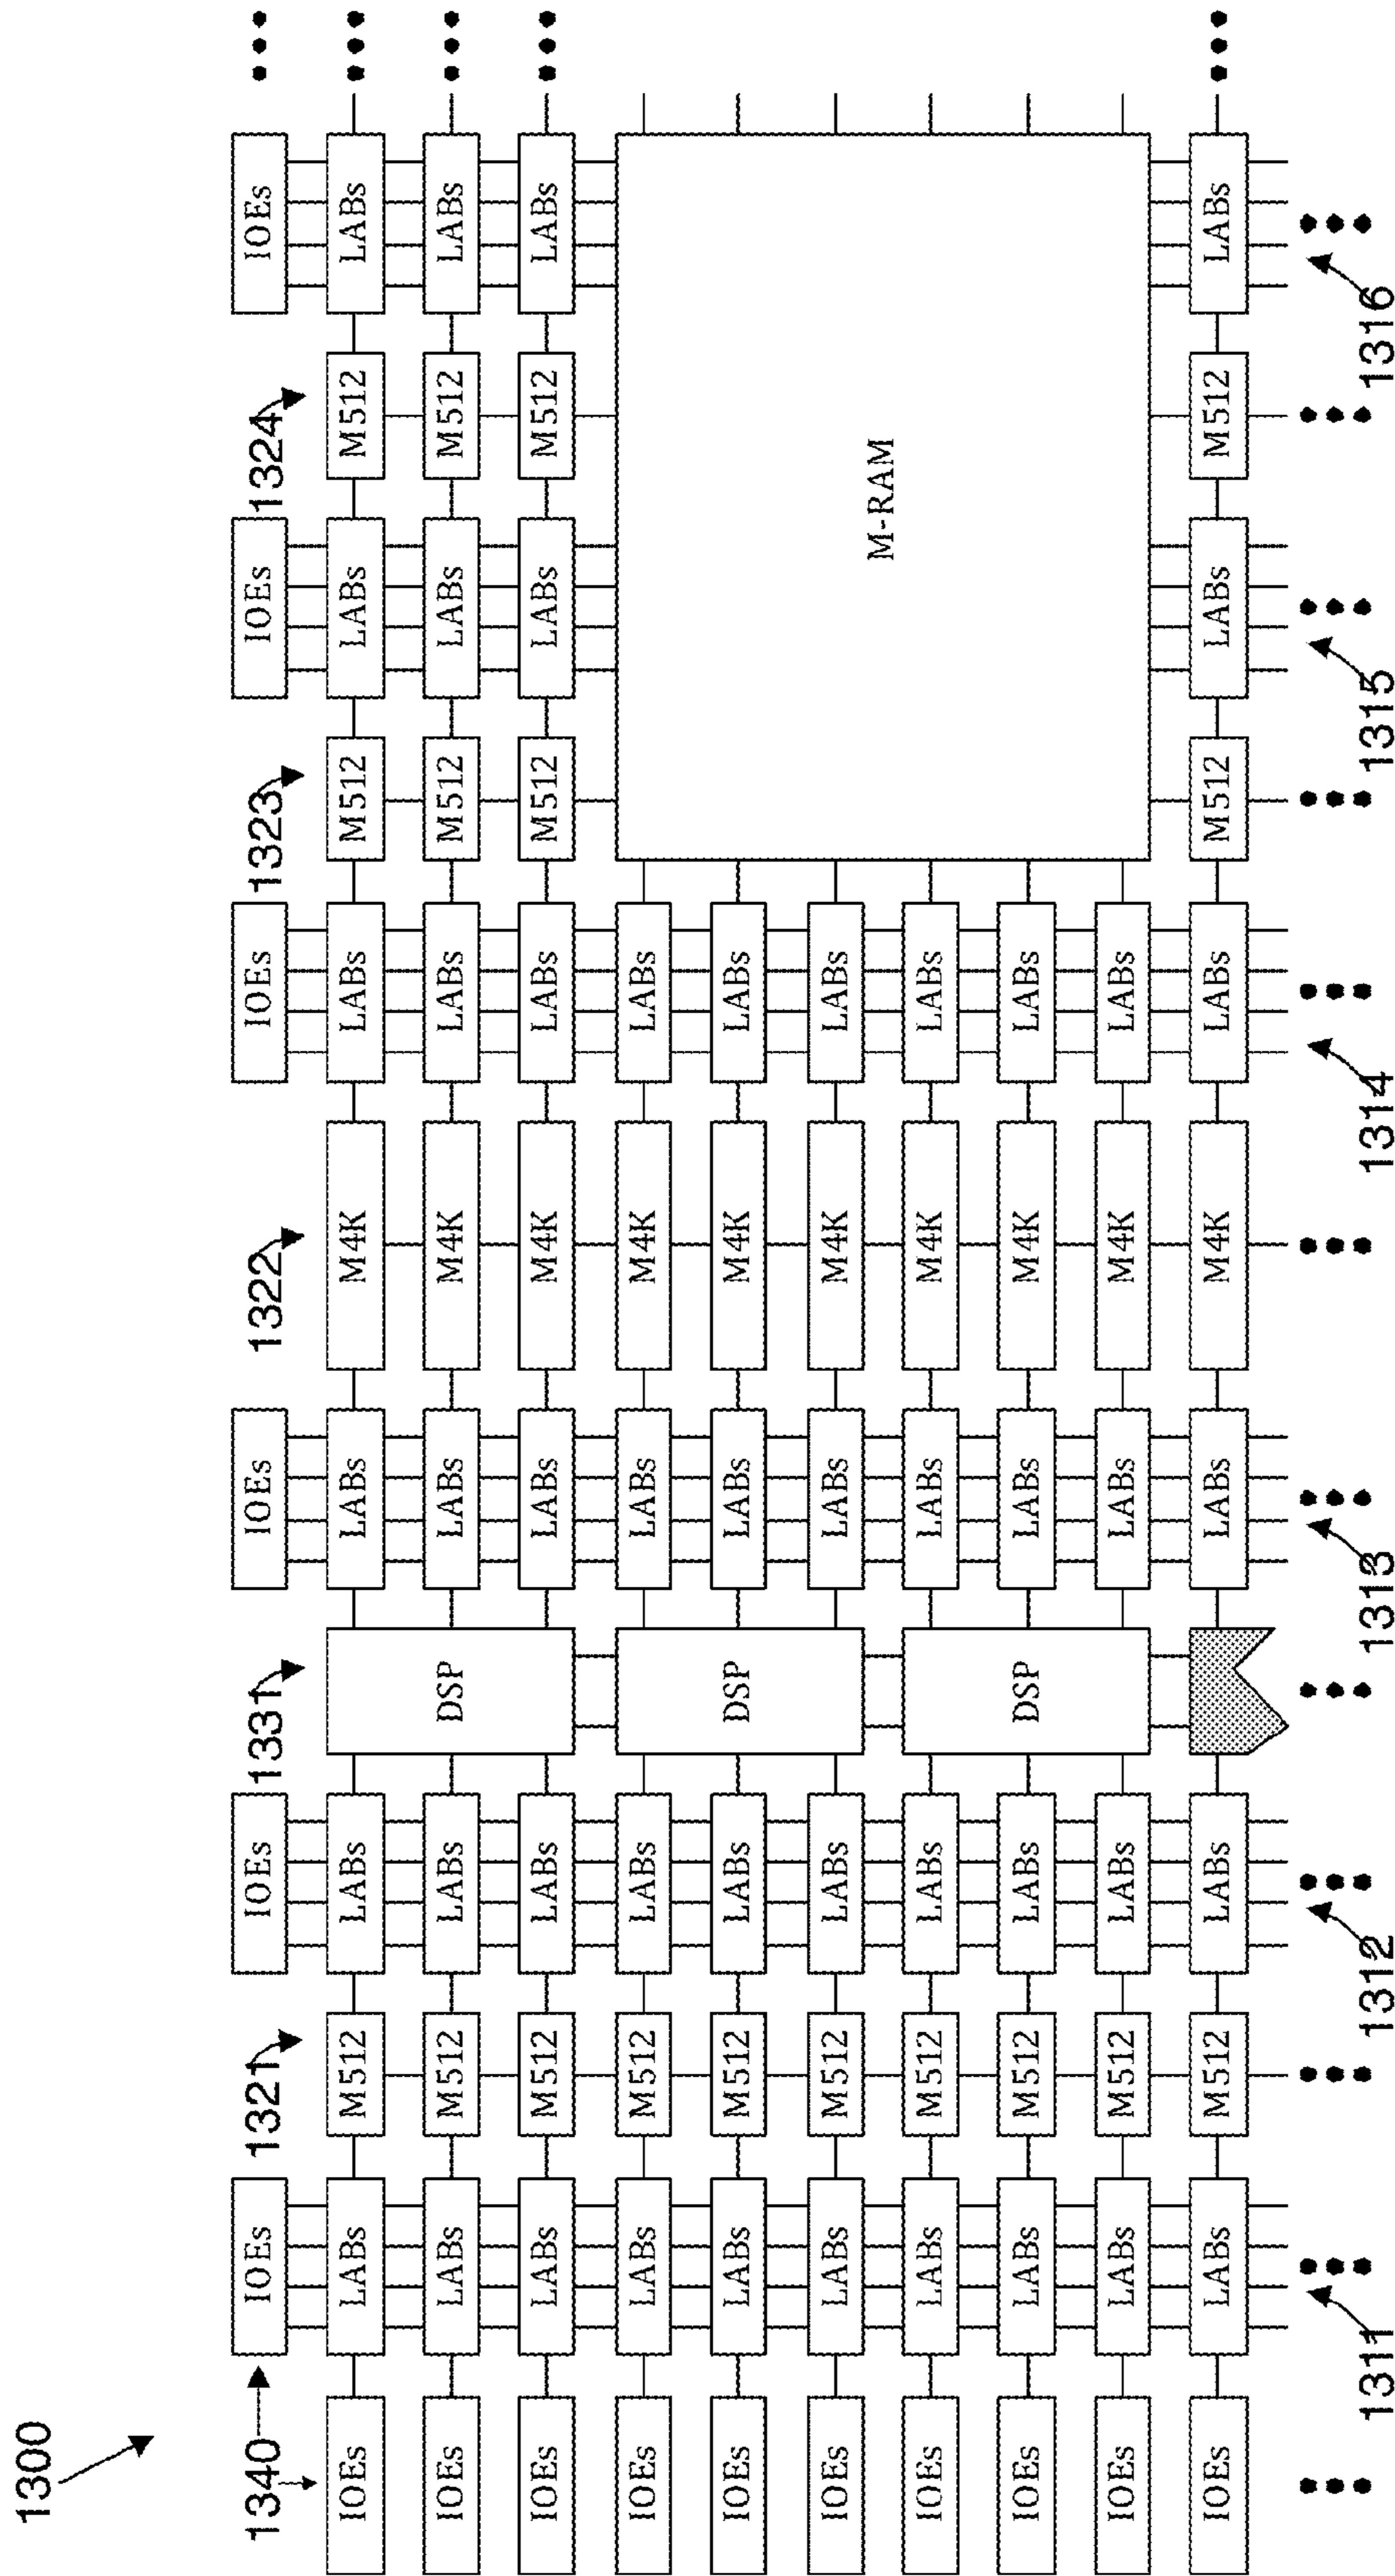 1300
1340 IOEs 1321 IOEs 1331 IOEs 1322 IOEs 1323 IOEs 1324 IOEs
IOEs LABs M512 LABs LABs M4K LABs M512 LABs M512 LABs
IOEs LABs M512 LABs DSP LABs M4K LABs M512 LABs M512 LABs
IOEs LABs M512 LABs LABs M4K LABs M512 LABs M512 LABs
IOEs LABs M512 LABs LABs M4K LABs
IOEs LABs M512 LABs DSP LABs M4K LABs
IOEs LABs M512 LABs LABs M4K LABs
M-RAM
IOEs LABs M512 LABs LABs M4K LABs
IOEs LABs M512 LABs DSP LABs M4K LABs
IOEs LABs M512 LABs LABs M4K LABs
IOEs LABs M512 LABs LABs M4K LABs M512 LABs M512 LABs
1311 1312 1313 1314 1315 1316